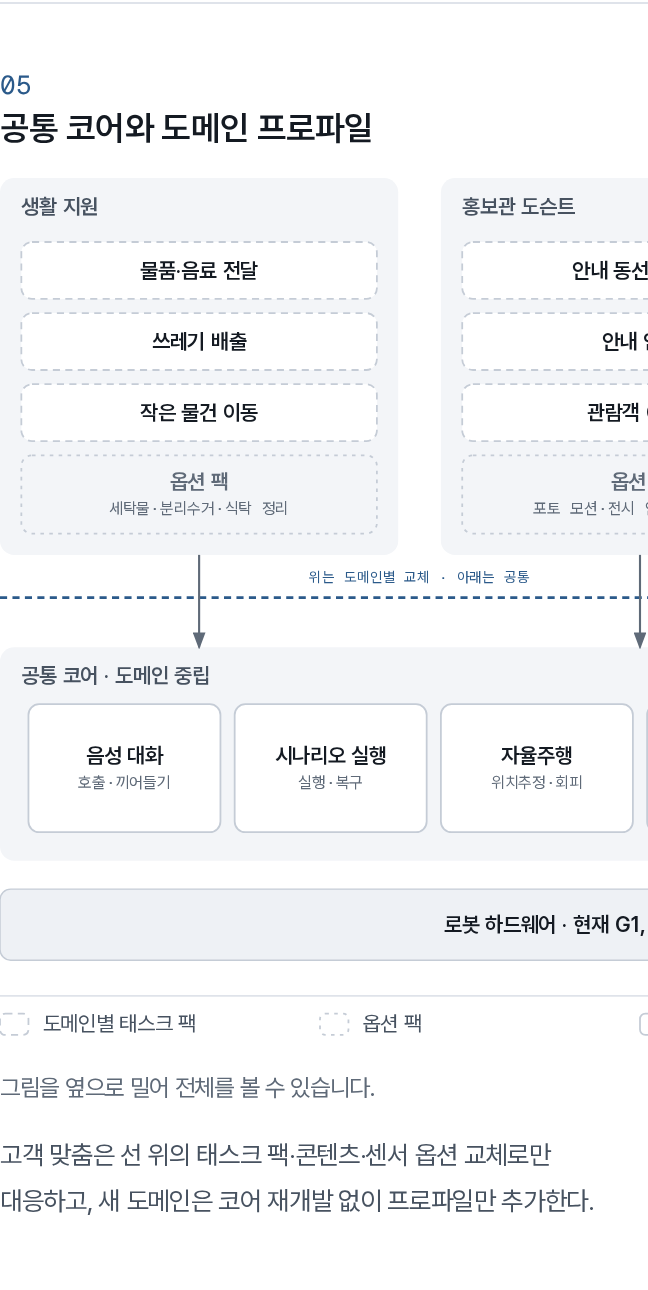 05
공통 코어와 도메인 프로파일
생활 지원
물품·음료 전달
쓰레기 배출
작은 물건 이동
옵션 팩
세탁물·분리수거·식탁 정리
홍보관 도슨트
안내 동선
안내
관람객
옵션
포토 모션·전시
위는 도메인별 교체 · 아래는 공통
공통 코어 · 도메인 중립
음성 대화
호출·끼어들기
시나리오 실행
실행·복구
자율주행
위치추정·회피
로봇 하드웨어 · 현재 G1,
도메인별 태스크 팩
옵션 팩
그림을 옆으로 밀어 전체를 볼 수 있습니다.
고객 맞춤은 선 위의 태스크 팩·콘텐츠·센서 옵션 교체로만
대응하고, 새 도메인은 코어 재개발 없이 프로파일만 추가한다.